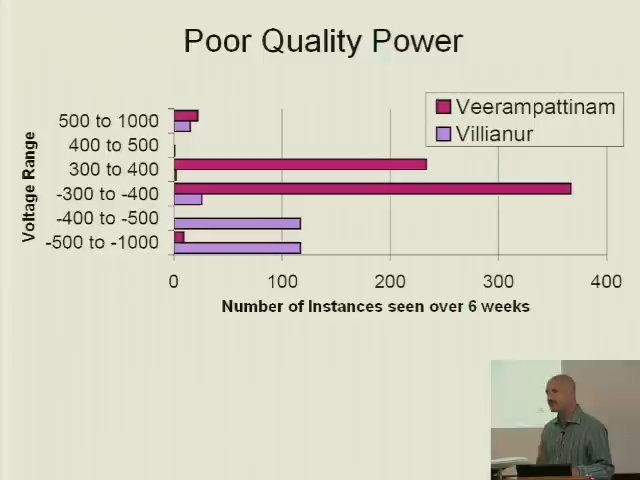 Poor Quality Power
Veerampattinam
Villianur
Voltage Range
500 to 1000
400 to 500
300 to 400
-300 to -400
-400 to -500
-500 to -1000
0 100 200 300 400
Number of Instances seen over 6 weeks